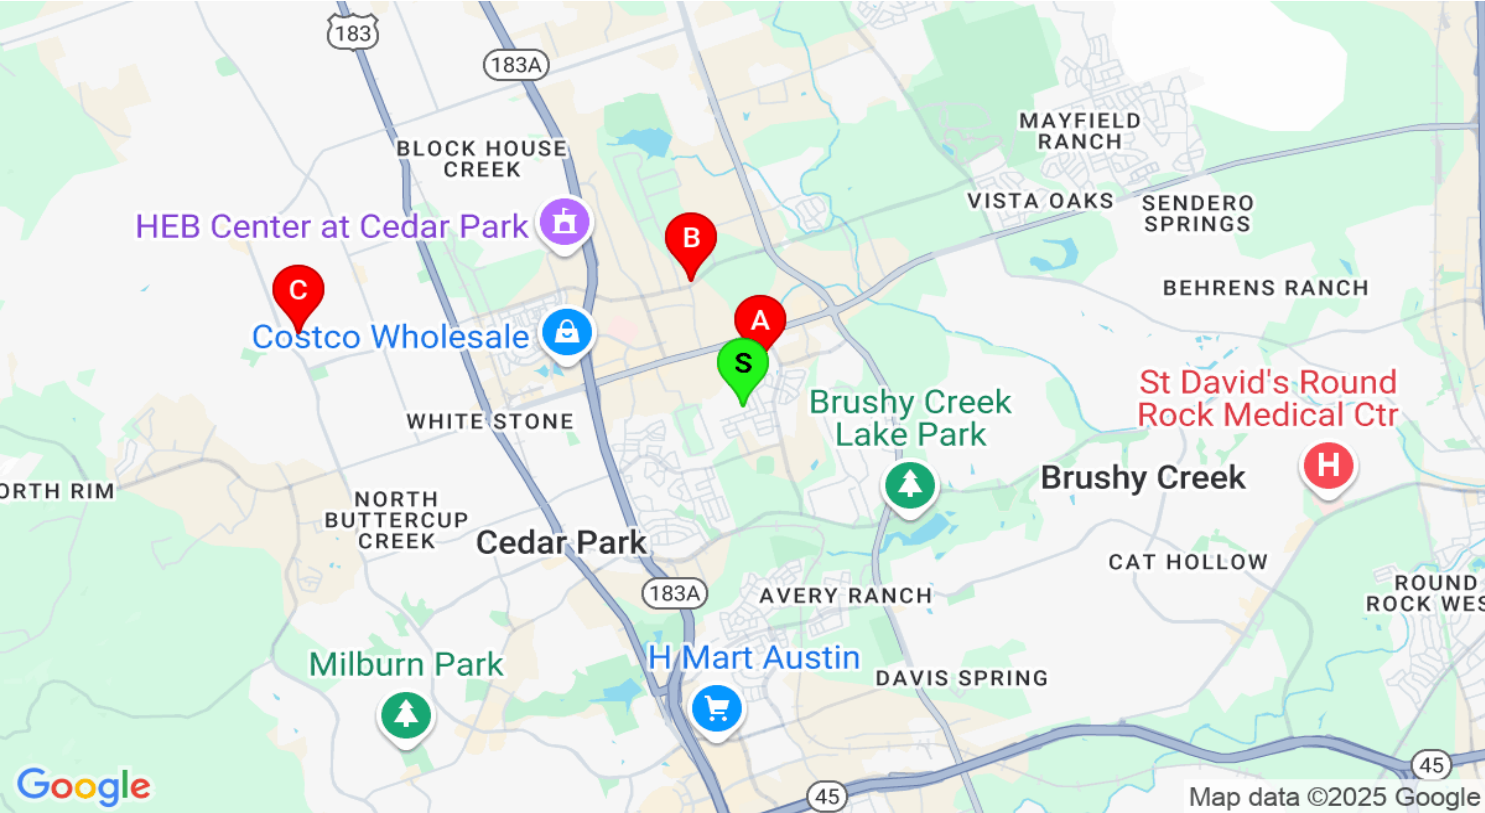 183
183A
MAYFIELD
RANCH
BLOCK HOUSE
CREEK
VISTA OAKS
SENDERO
SPRINGS
HEB Center at Cedar Park
B
BEHRENS RANCH
C
A
Costco Wholesale
S
St David's Round
Rock Medical Ctr
Brushy Creek
Lake Park
WHITE STONE
H
Brushy Creek
ORTH RIM
NORTH
BUTTERCUP
CREEK
Cedar Park
CAT HOLLOW
183A
AVERY RANCH
ROUND
ROCK WES
H Mart Austin
Milburn Park
DAVIS SPRING
45
Google
45
Map data ©2025 Google